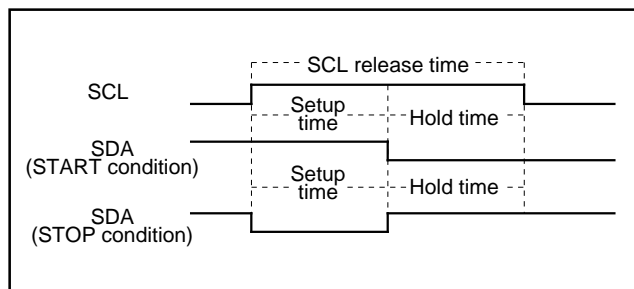 SCL release time
SCL
Setup
time
Hold time
SDA
(START condition)
Setup
time
Hold time
SDA
(STOP condition)